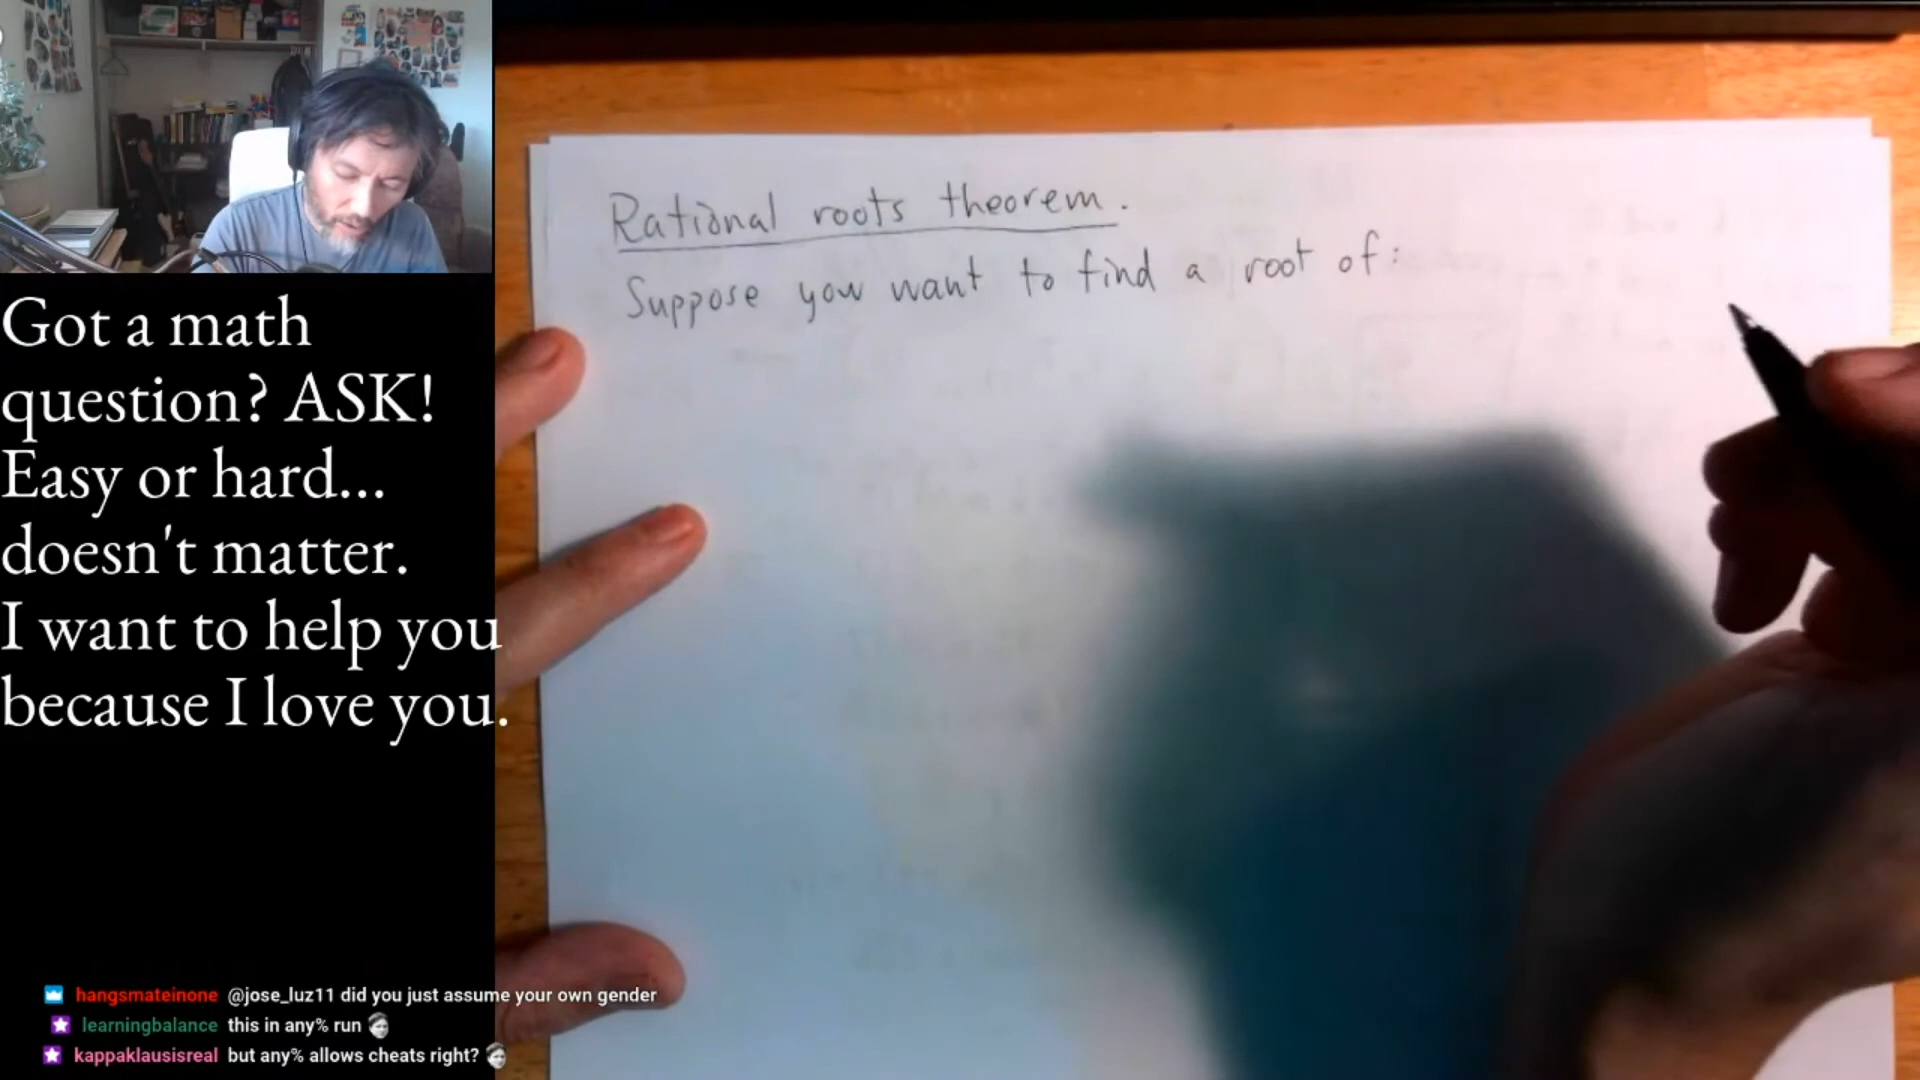 Got a math
question? ASK!
Easy or hard...
doesn't matter.
I want to help you
because I love you.
Rational roots theorem.
Suppose you want to find a root of:
hangsmateinone @jose_luz11 did you just assume your own gender
learningbalance this in any% run
kappaklausisreal but any% allows cheats right?